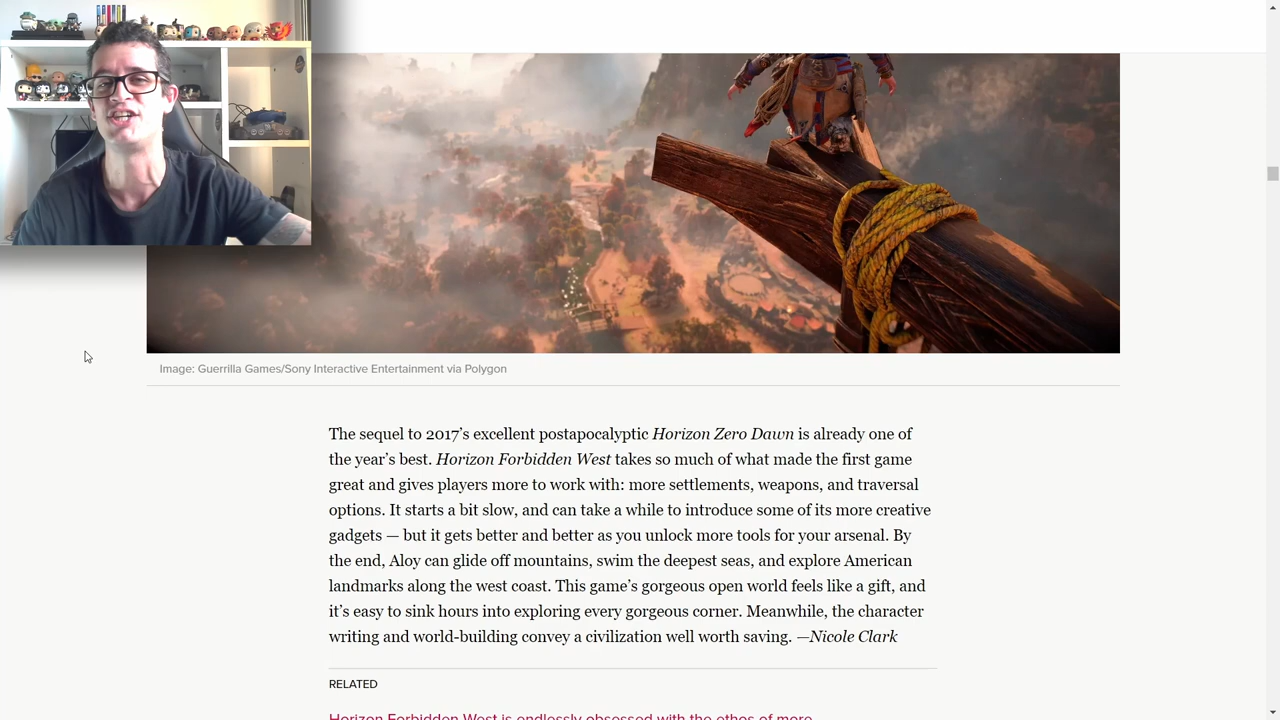 Image: Guerrilla Games/Sony Interactive Entertainment via Polygon
The sequel to 2017’s excellent postapocalyptic Horizon Zero Dawn is already one of
the year’s best. Horizon Forbidden West takes so much of what made the first game
great and gives players more to work with: more settlements, weapons, and traversal
options. It starts a bit slow, and can take a while to introduce some of its more creative
gadgets — but it gets better and better as you unlock more tools for your arsenal. By
the end, Aloy can glide off mountains, swim the deepest seas, and explore American
landmarks along the west coast. This game’s gorgeous open world feels like a gift, and
it’s easy to sink hours into exploring every gorgeous corner. Meanwhile, the character
writing and world-building convey a civilization well worth saving. —Nicole Clark
RELATED
Horizon Forbidden West is endlessly obsessed with the ethos of more